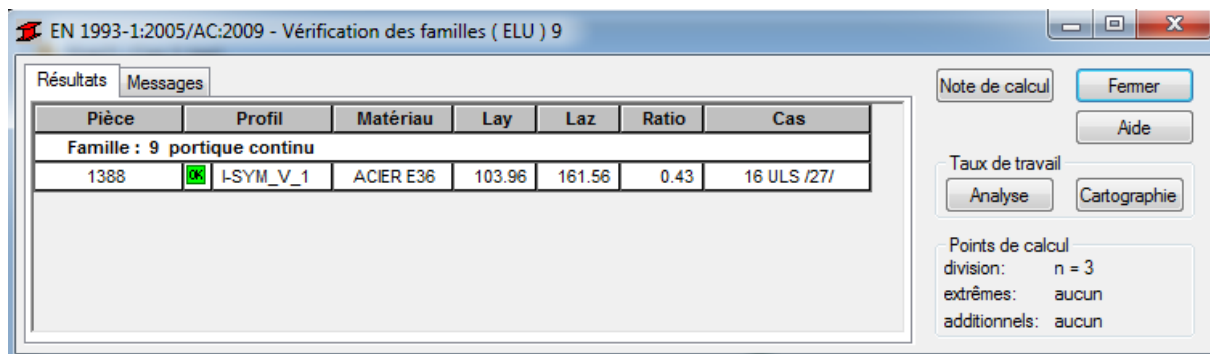 EN 1993-1:2005/AC:2009 - Vérification des familles ( ELU ) 9
Résultats Messages
Pièce Profil Matériau Lay Laz Ratio Cas
Famille : 9 portique continu
1388 OK I-SYM_V_1 ACIER E36 103.96 161.56 0.43 16 ULS /27/
Note de calcul Fermer
Aide
Taux de travail
Analyse Cartographie
Points de calcul
division: n = 3
extrêmes: aucun
additionnels: aucun